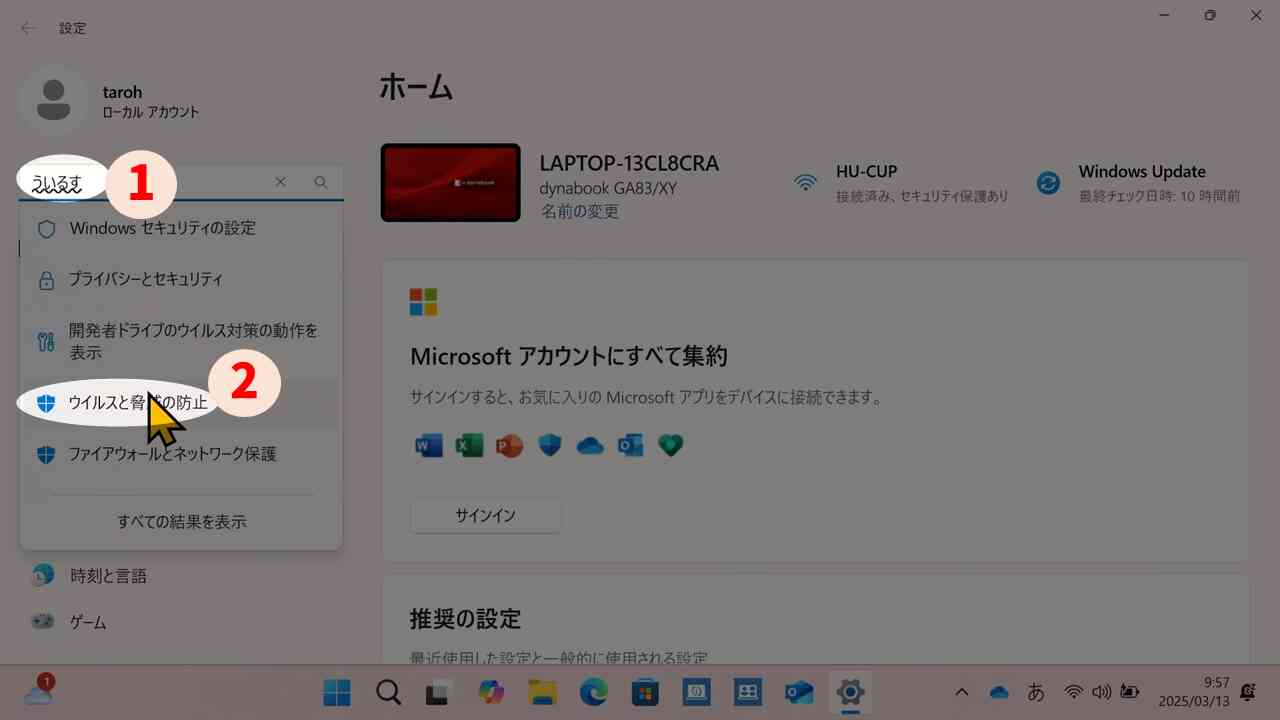 設定
taroh
ローカル アカウント
ういるす
1
Windows セキュリティの設定
プライバシーとセキュリティ
開発者ドライブのウイルス対策の動作を
表示
2
ウイルスと脅威の防止
ファイアウォールとネットワーク保護
すべての結果を表示
時刻と言語
ゲーム
ホーム
LAPTOP-13CL8CRA
dynabook GA83/XY
名前の変更
HU-CUP
接続済み、セキュリティ保護あり
Windows Update
最終チェック日時: 10 時間前
Microsoft アカウントにすべて集約
サインインすると、お気に入りの Microsoft アプリをデバイスに接続できます。
サインイン
推奨の設定
最近使用した設定と一般的に使用される設定
1
あ
9:57
2025/03/13